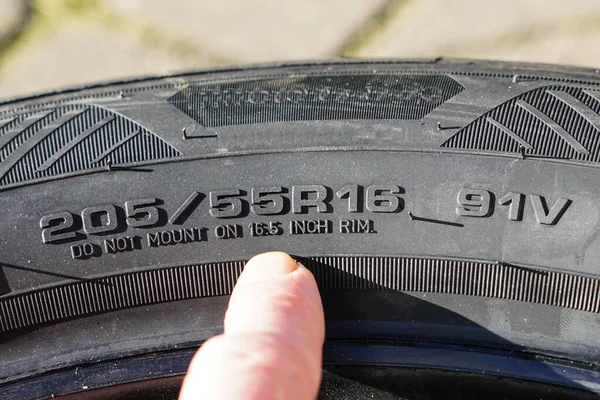 205/55R16 91V
DO NOT MOUNT ON 16.5 INCH RIM.